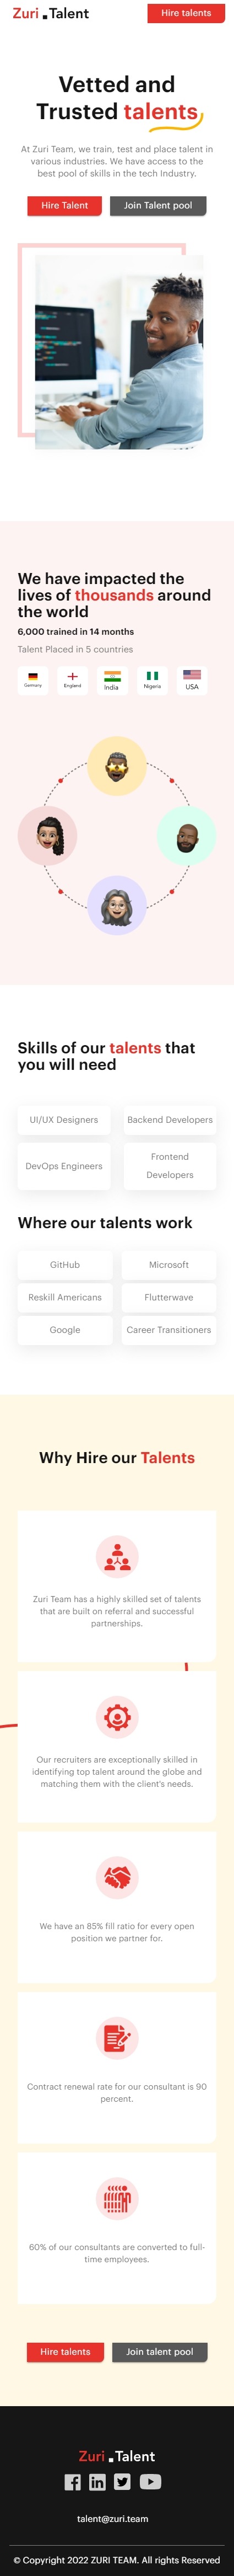 Zuri .Talent
Hire talents
Vetted and
Trusted talents
At Zuri Team, we train, test and place talent in
various industries. We have access to the
best pool of skills in the tech Industry.
Hire Talent
Join Talent pool
We have impacted the
lives of thousands around
the world
6,000 trained in 14 months
Talent Placed in 5 countries
Germany
England
India
Nigeria
USA
Skills of our talents that
you will need
UI/UX Designers
Backend Developers
DevOps Engineers
Frontend
Developers
Where our talents work
GitHub
Microsoft
Reskill Americans
Flutterwave
Google
Career Transitioners
Why Hire our Talents
Zuri Team has a highly skilled set of talents
that are built on referral and successful
partnerships.
Our recruiters are exceptionally skilled in
identifying top talent around the globe and
matching them with the client's needs.
We have an 85% fill ratio for every open
position we partner for.
Contract renewal rate for our consultant is 90
percent.
60% of our consultants are converted to full-
time employees.
Hire talents
Join talent pool
Zuri .Talent
talent@zuri.team
© Copyright 2022 ZURI TEAM. All rights Reserved